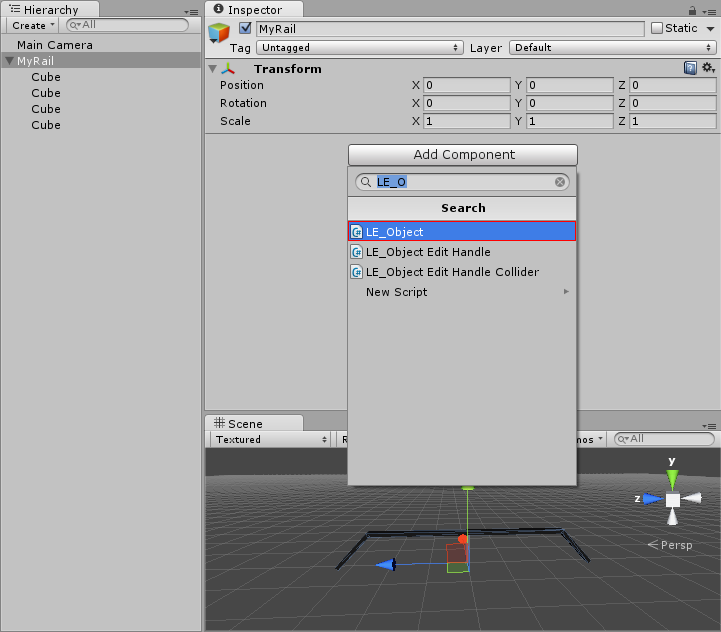 Hierarchy
Create
All
Main Camera
MyRail
Cube
Cube
Cube
Cube
Inspector
MyRail
Static
Tag Untagged Layer Default
Transform
Position X 0 Y 0 Z 0
Rotation X 0 Y 0 Z 0
Scale X 1 Y 1 Z 1
Add Component
LE_O
Search
LE_Object
LE_Object Edit Handle
LE_Object Edit Handle Collider
New Script
Scene
Textured R mos All
y
z
Persp